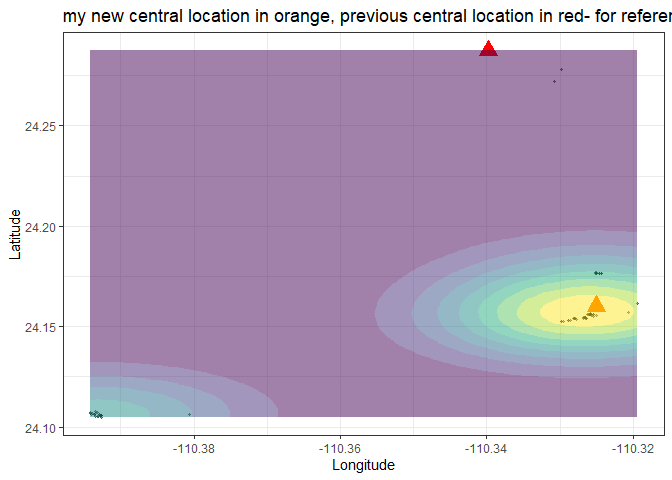 my new central location in orange, previous central location in red- for refere
24.25
24.20
24.15
24.10
Latitude
-110.38
-110.36
-110.34
-110.32
Longitude